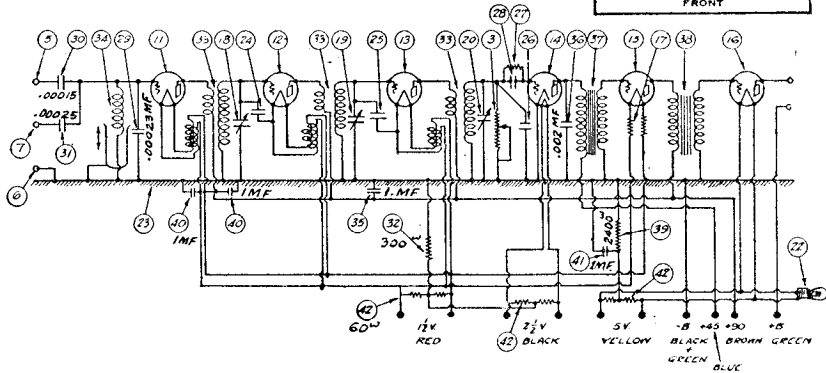 FRONT
28 27
5 30 34 29 11 33 18 24 12 33 19 25 13 33 20 3 26 14 36 37 15 17 38 16
.00015
.00025
7 31
.00023MF
.002 MF
6
23
40 40 1MF
1MF
35 1.MF
32
300
2400
39
41
1MF
22
42
42
42
60W
1½V.
RED
2½V
BLACK
5V
YELLOW
-B +45 +90 +B
BLACK BROWN GREEN
+
GREEN
BLUE